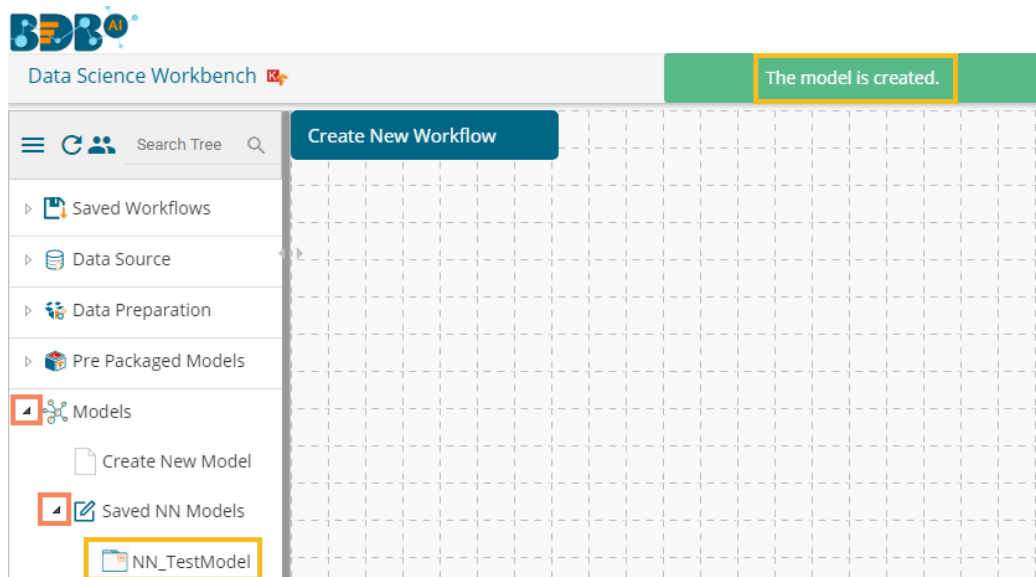 BDB AI
Data Science Workbench
The model is created.
Search Tree
Create New Workflow
Saved Workflows
Data Source
Data Preparation
Pre Packaged Models
Models
Create New Model
Saved NN Models
NN_TestModel